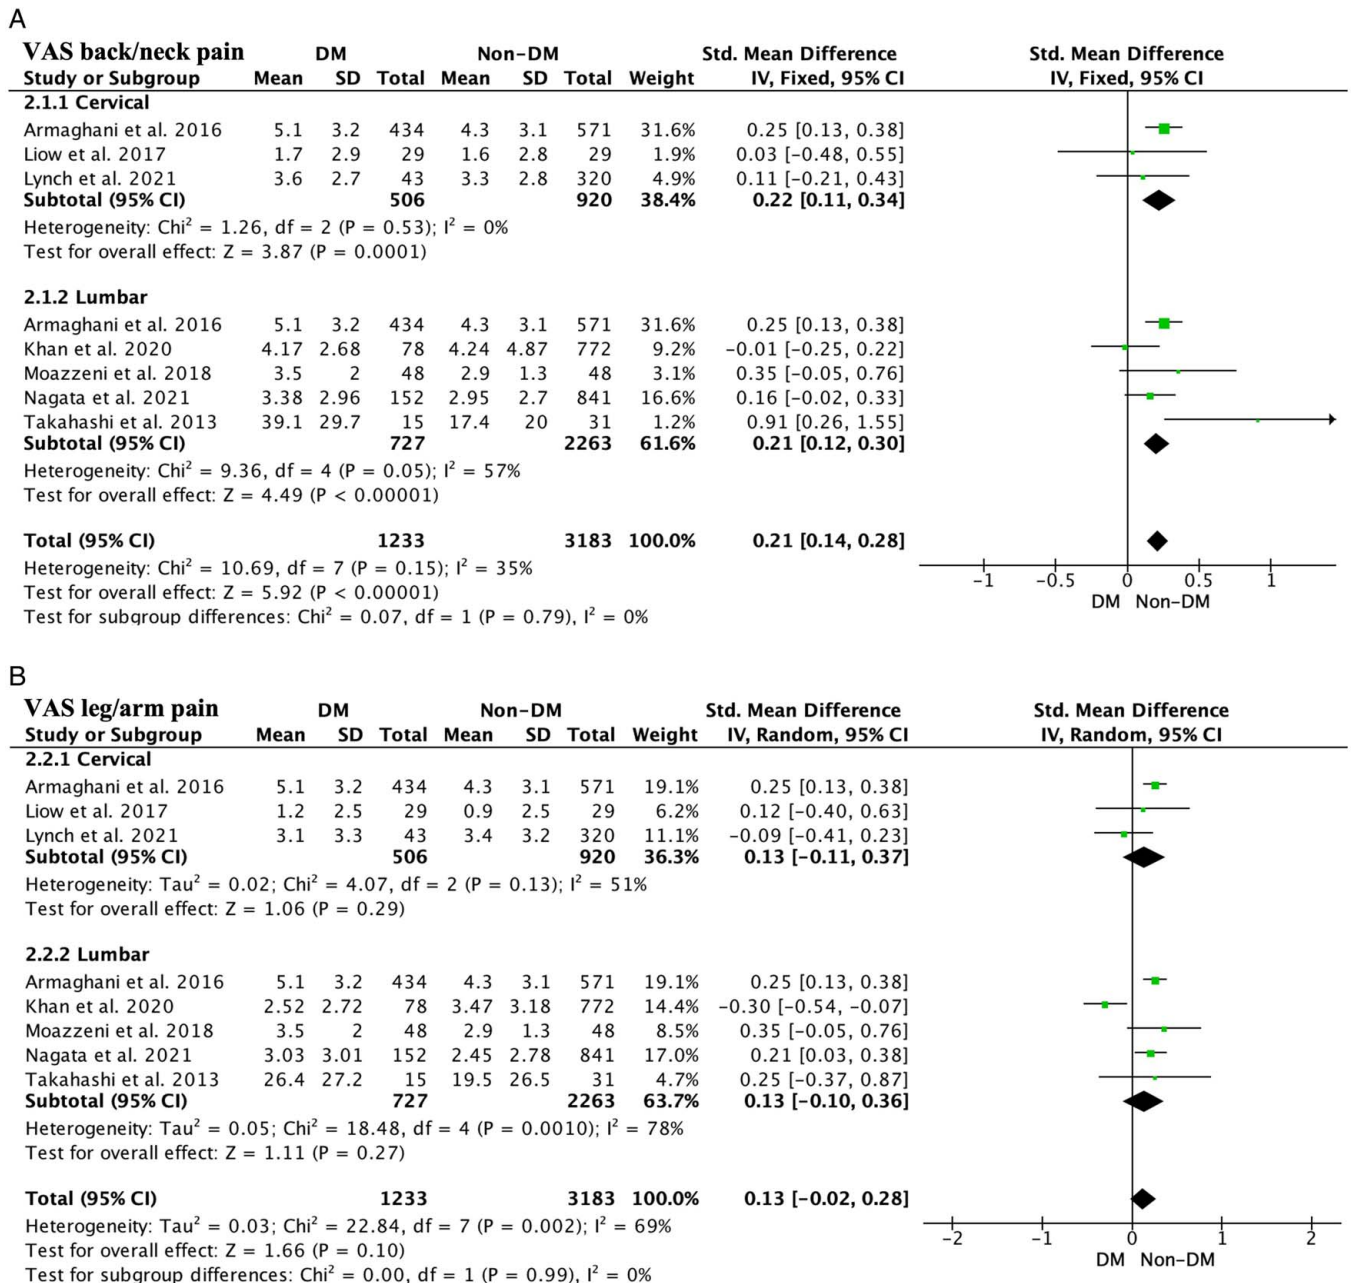 A
VAS back/neck pain DM Non-DM Std. Mean Difference Std. Mean Difference
Study or Subgroup Mean SD Total Mean SD Total Weight IV, Fixed, 95% CI IV, Fixed, 95% CI
2.1.1 Cervical
Armaghani et al. 2016 5.1 3.2 434 4.3 3.1 571 31.6% 0.25 [0.13, 0.38]
Liow et al. 2017 1.7 2.9 29 1.6 2.8 29 1.9% 0.03 [−0.48, 0.55]
Lynch et al. 2021 3.6 2.7 43 3.3 2.8 320 4.9% 0.11 [−0.21, 0.43]
Subtotal (95% CI) 506 920 38.4% 0.22 [0.11, 0.34]
Heterogeneity: Chi² = 1.26, df = 2 (P = 0.53); I² = 0%
Test for overall effect: Z = 3.87 (P = 0.0001)
2.1.2 Lumbar
Armaghani et al. 2016 5.1 3.2 434 4.3 3.1 571 31.6% 0.25 [0.13, 0.38]
Khan et al. 2020 4.17 2.68 78 4.24 4.87 772 9.2% −0.01 [−0.25, 0.22]
Moazzeni et al. 2018 3.5 2 48 2.9 1.3 48 3.1% 0.35 [−0.05, 0.76]
Nagata et al. 2021 3.38 2.96 152 2.95 2.7 841 16.6% 0.16 [−0.02, 0.33]
Takahashi et al. 2013 39.1 29.7 15 17.4 20 31 1.2% 0.91 [0.26, 1.55]
Subtotal (95% CI) 727 2263 61.6% 0.21 [0.12, 0.30]
Heterogeneity: Chi² = 9.36, df = 4 (P = 0.05); I² = 57%
Test for overall effect: Z = 4.49 (P < 0.00001)
Total (95% CI) 1233 3183 100.0% 0.21 [0.14, 0.28]
Heterogeneity: Chi² = 10.69, df = 7 (P = 0.15); I² = 35%
Test for overall effect: Z = 5.92 (P < 0.00001)
Test for subgroup differences: Chi² = 0.07, df = 1 (P = 0.79), I² = 0%
−1 −0.5 0 0.5 1
DM Non-DM
B
VAS leg/arm pain DM Non-DM Std. Mean Difference Std. Mean Difference
Study or Subgroup Mean SD Total Mean SD Total Weight IV, Random, 95% CI IV, Random, 95% CI
2.2.1 Cervical
Armaghani et al. 2016 5.1 3.2 434 4.3 3.1 571 19.1% 0.25 [0.13, 0.38]
Liow et al. 2017 1.2 2.5 29 0.9 2.5 29 6.2% 0.12 [−0.40, 0.63]
Lynch et al. 2021 3.1 3.3 43 3.4 3.2 320 11.1% −0.09 [−0.41, 0.23]
Subtotal (95% CI) 506 920 36.3% 0.13 [−0.11, 0.37]
Heterogeneity: Tau² = 0.02; Chi² = 4.07, df = 2 (P = 0.13); I² = 51%
Test for overall effect: Z = 1.06 (P = 0.29)
2.2.2 Lumbar
Armaghani et al. 2016 5.1 3.2 434 4.3 3.1 571 19.1% 0.25 [0.13, 0.38]
Khan et al. 2020 2.52 2.72 78 3.47 3.18 772 14.4% −0.30 [−0.54, −0.07]
Moazzeni et al. 2018 3.5 2 48 2.9 1.3 48 8.5% 0.35 [−0.05, 0.76]
Nagata et al. 2021 3.03 3.01 152 2.45 2.78 841 17.0% 0.21 [0.03, 0.38]
Takahashi et al. 2013 26.4 27.2 15 19.5 26.5 31 4.7% 0.25 [−0.37, 0.87]
Subtotal (95% CI) 727 2263 63.7% 0.13 [−0.10, 0.36]
Heterogeneity: Tau² = 0.05; Chi² = 18.48, df = 4 (P = 0.0010); I² = 78%
Test for overall effect: Z = 1.11 (P = 0.27)
Total (95% CI) 1233 3183 100.0% 0.13 [−0.02, 0.28]
Heterogeneity: Tau² = 0.03; Chi² = 22.84, df = 7 (P = 0.002); I² = 69%
Test for overall effect: Z = 1.66 (P = 0.10)
Test for subgroup differences: Chi² = 0.00, df = 1 (P = 0.99), I² = 0%
−2 −1 0 1 2
DM Non-DM